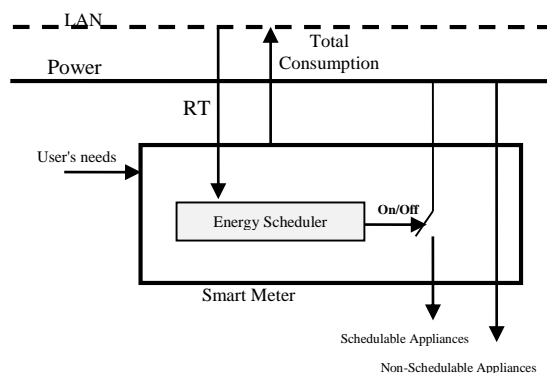 LAN
Total
Consumption
Power
RT
User's needs
On/Off
Energy Scheduler
Smart Meter
Schedulable Appliances
Non-Schedulable Appliances